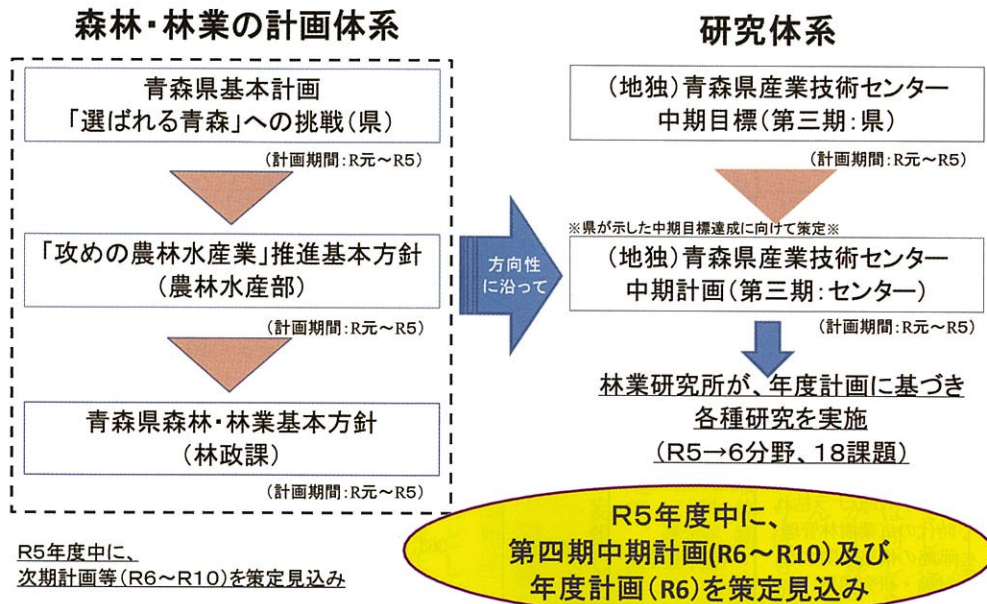 森林・林業の計画体系
青森県基本計画
「選ばれる青森」への挑戦(県)
(計画期間:R元~R5)
「攻めの農林水産業」推進基本方針
(農林水産部)
(計画期間:R元~R5)
青森県森林・林業基本方針
(林政課)
(計画期間:R元~R5)
R5年度中に、
次期計画等(R6~R10)を策定見込み
方向性
に沿って
研究体系
(地独)青森県産業技術センター
中期目標(第三期:県)
(計画期間:R元~R5)
※県が示した中期目標達成に向けて策定※
(地独)青森県産業技術センター
中期計画(第三期:センター)
(計画期間:R元~R5)
林業研究所が、年度計画に基づき
各種研究を実施
(R5→6分野、18課題)
R5年度中に、
第四期中期計画(R6~R10)及び
年度計画(R6)を策定見込み